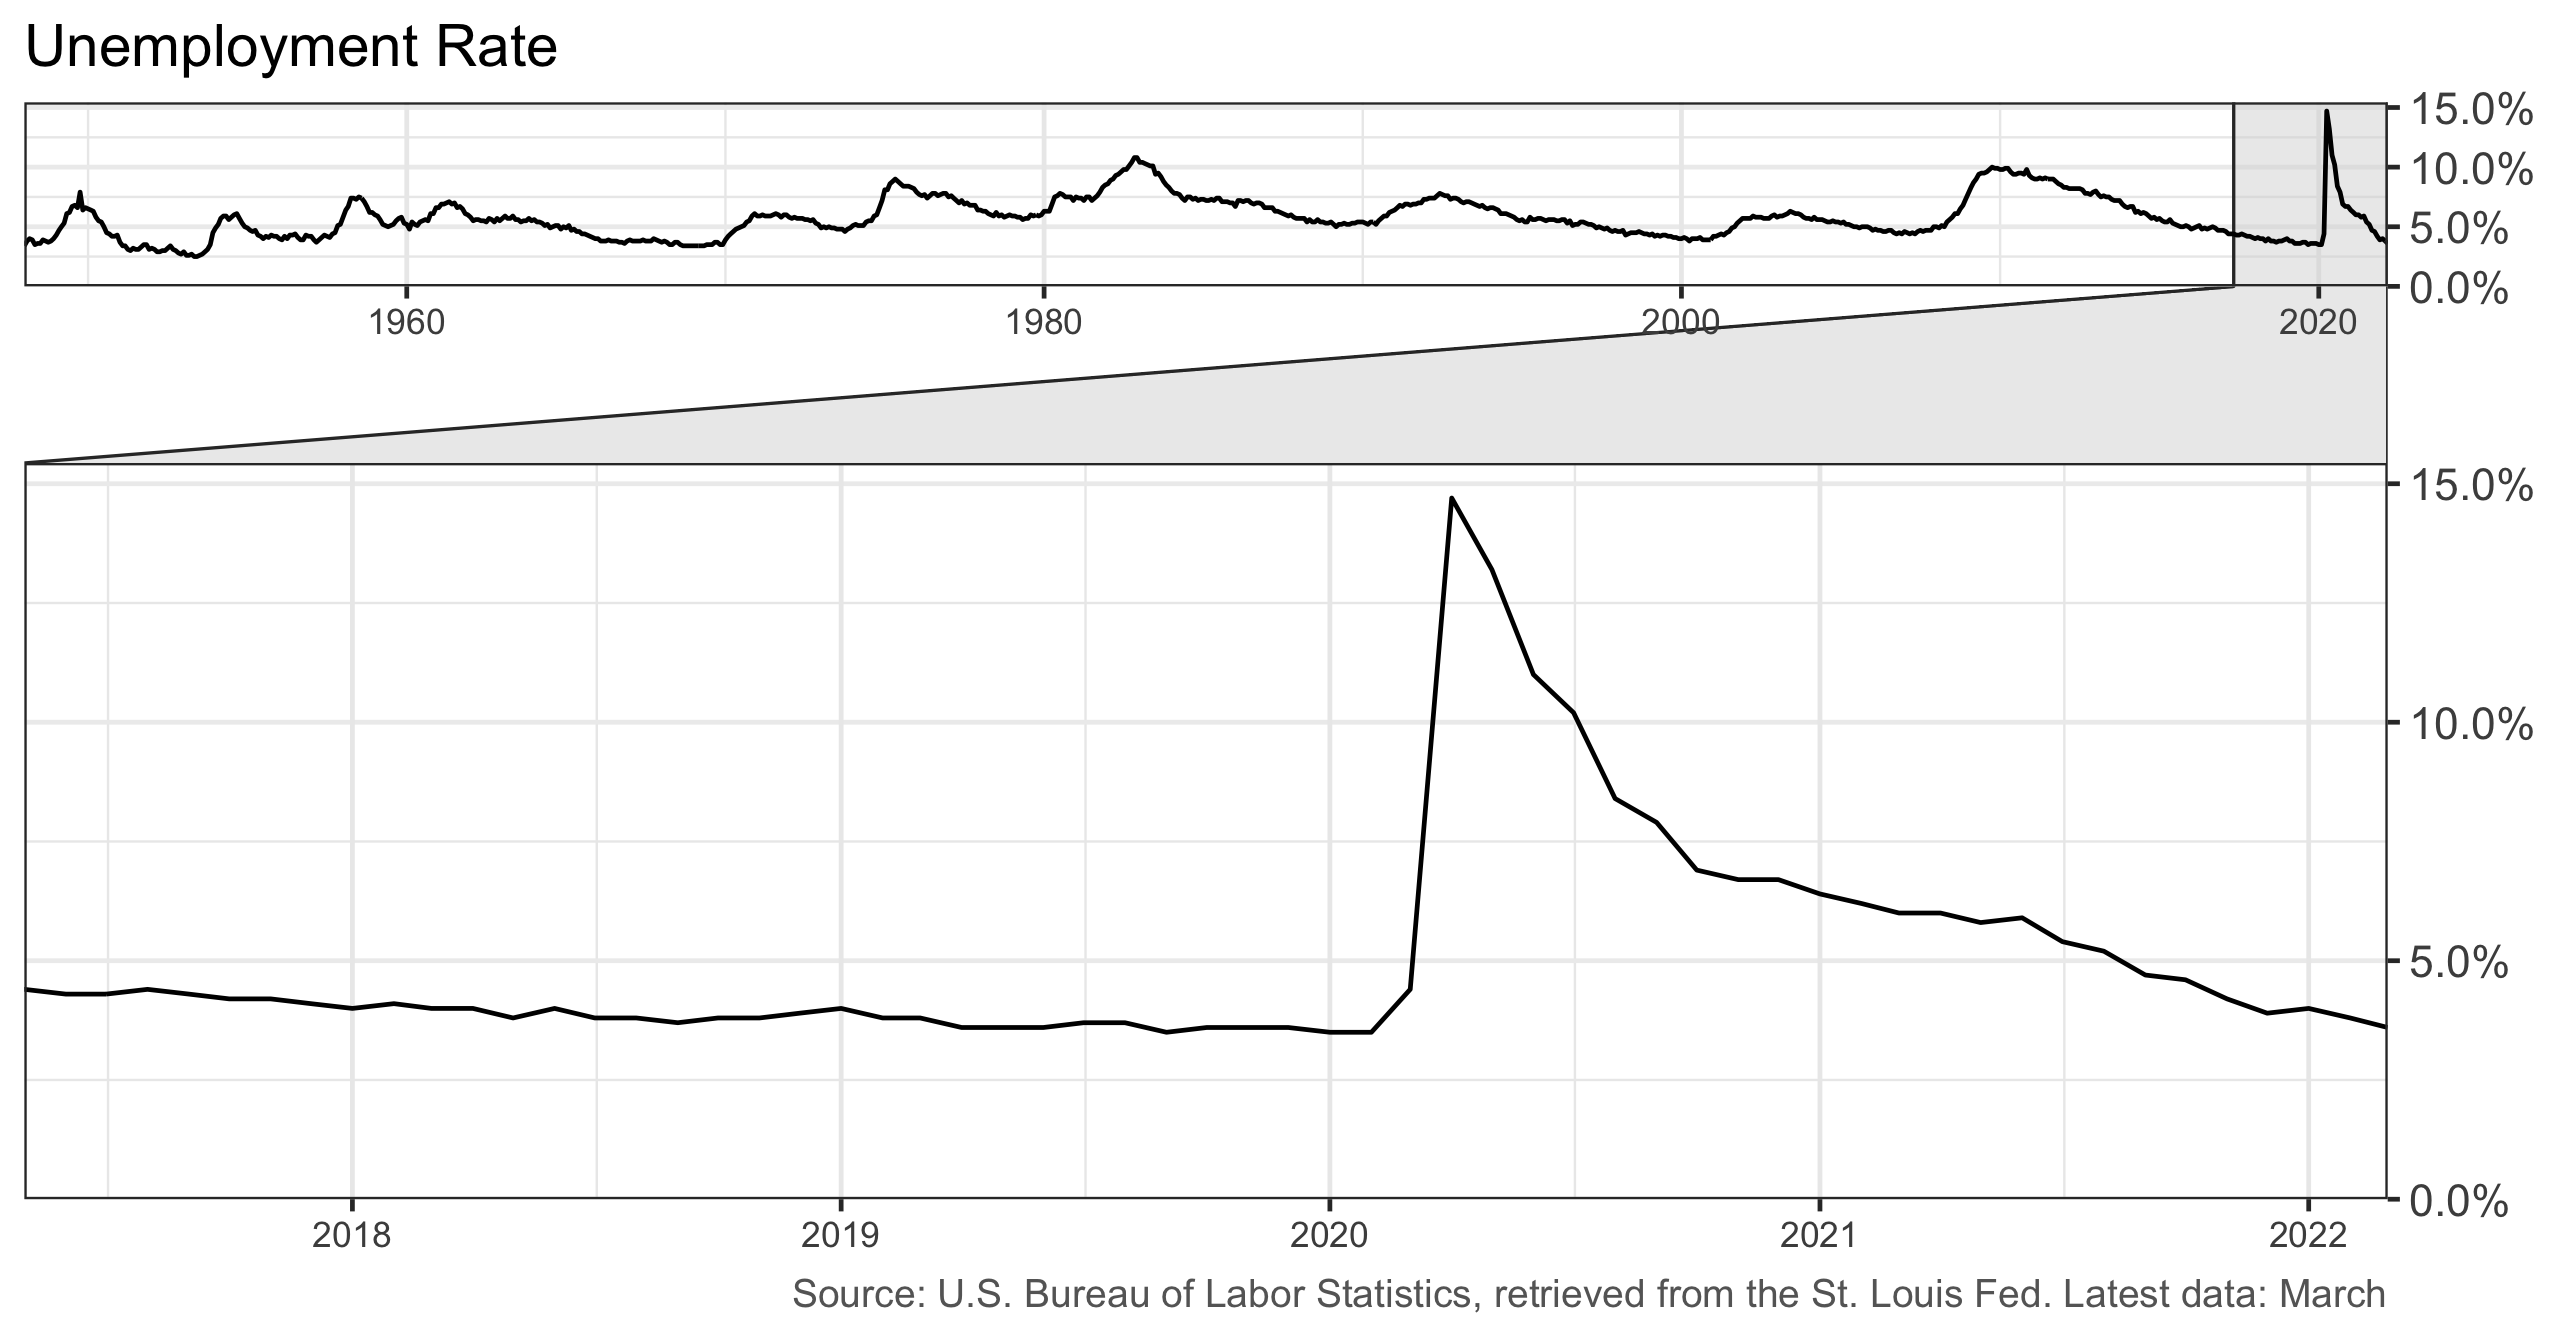 Unemployment Rate
15.0%
10.0%
5.0%
0.0%
1960 1980 2000 2020
15.0%
10.0%
5.0%
0.0%
2018 2019 2020 2021 2022
Source: U.S. Bureau of Labor Statistics, retrieved from the St. Louis Fed. Latest data: March